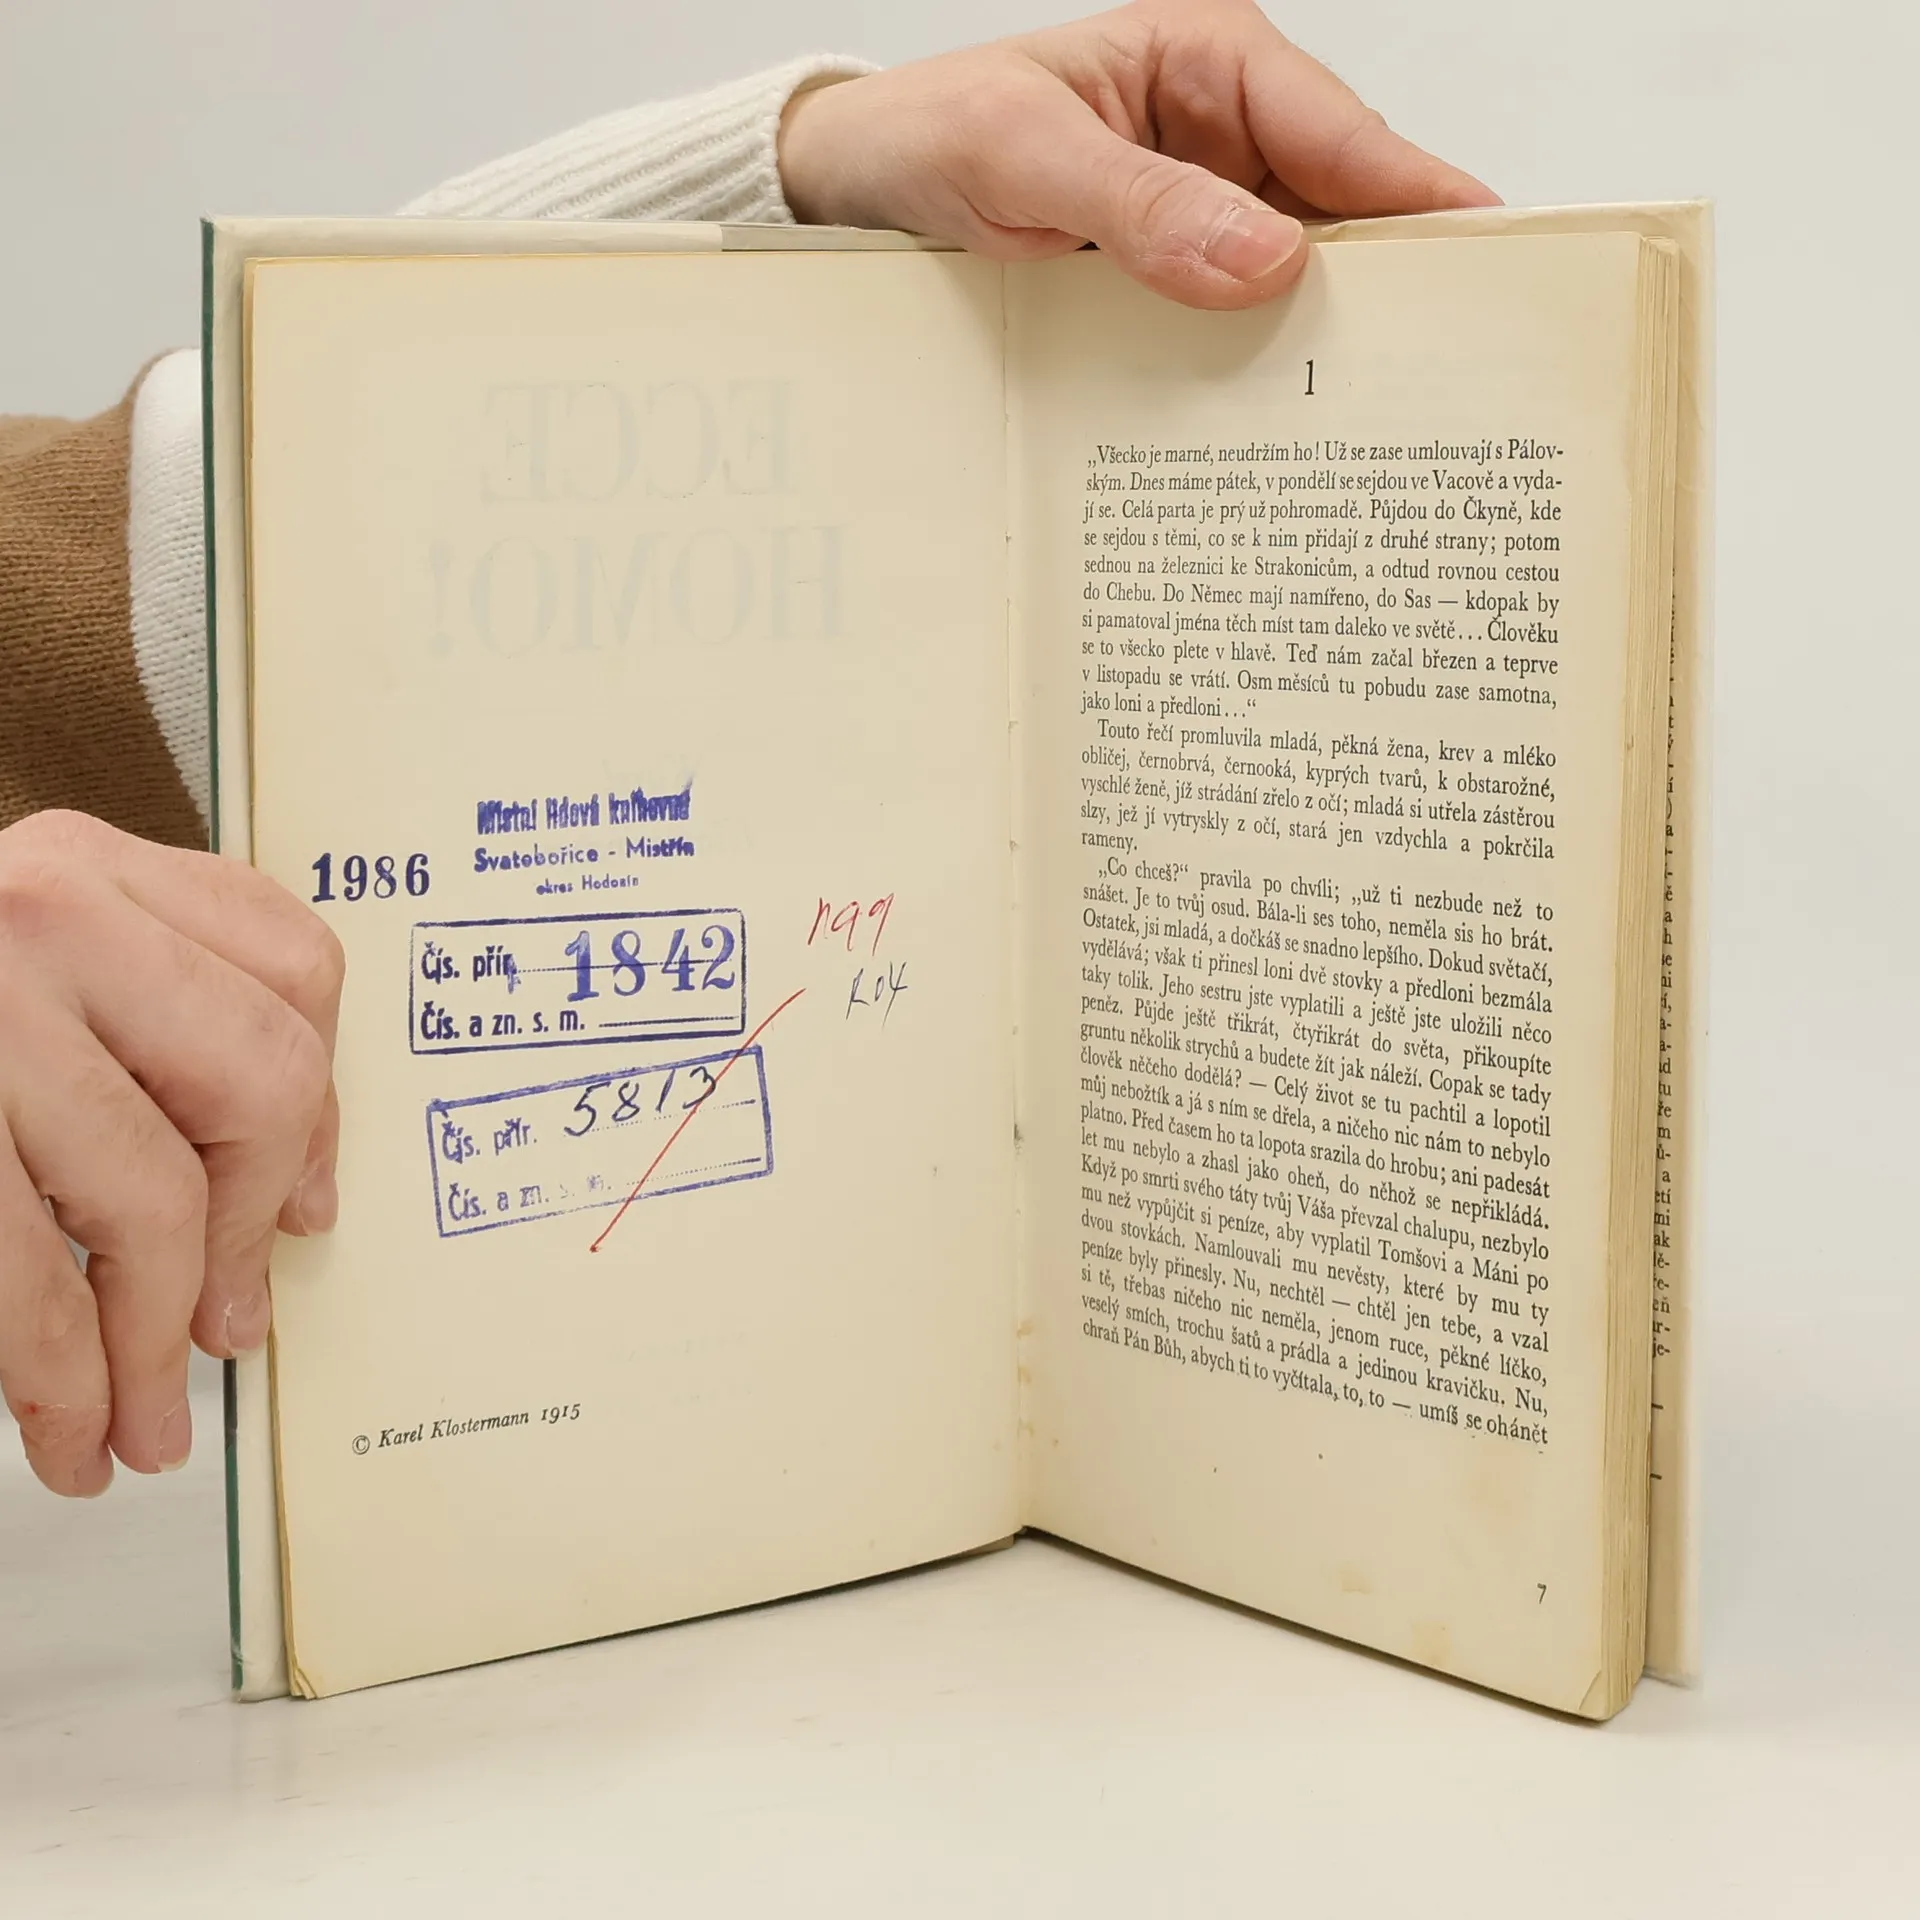 ECCE
HOMO!
Místní lidová knihovna
Svatobořice - Mistřín
okres Hodonín
1986
Čís. přír. 1842
Čís. a zn. s. m.
Čís. přír. 5813
Čís. a zn. s. m.
© Karel Klostermann 1915
1
„Všecko je marné, neudržím ho! Už se zase umlouvají s Pálov-
ským. Dnes máme pátek, v pondělí se sejdou ve Vacově a vyda-
jí se. Celá parta je prý už pohromadě. Půjdou do Čkyně, kde
se sejdou s těmi, co se k nim přidají z druhé strany; potom
sednou na železnici ke Strakonicům, a odtud rovnou cestou
do Chebu. Do Němec mají namířeno, do Sas — kdopak by
si pamatoval jména těch míst tam daleko ve světě... Člověku
se to všecko plete v hlavě. Teď nám začal březen a teprve
v listopadu se vrátí. Osm měsíců tu pobudu zase samotna,
jako loni a předloni...“
Touto řečí promluvila mladá, pěkná žena, krev a mléko
obličej, černobrvá, černooká, kyprých tvarů, k obstarožné,
vyschlé ženě, jíž strádání zřelo z očí; mladá si utřela zástěrou
slzy, jež jí vytryskly z očí, stará jen vzdychla a pokrčila
rameny.
„Co chceš?“ pravila po chvíli; „už ti nezbude než to
snášet. Je to tvůj osud. Bála-li ses toho, neměla sis ho brát.
Ostatek, jsi mladá, a dočkáš se snadno lepšího. Dokud světačí,
vydělává; však ti přinesl loni dvě stovky a předloni bezmála
taky tolik. Jeho sestru jste vyplatili a ještě jste uložili něco
peněz. Půjde ještě třikrát, čtyřikrát do světa, přikoupíte
gruntu několik strychů a budete žít jak náleží. Copak se tady
člověk něčeho dodělá? — Celý život se tu pachtil a lopotil
můj nebožtík a já s ním se dřela, a ničeho nic nám to nebylo
platno. Před časem ho ta lopota srazila do hrobu; ani padesát
let mu nebylo a zhasl jako oheň, do něhož se nepřikládá.
Když po smrti svého táty tvůj Váša převzal chalupu, nezbylo
mu než vypůjčit si peníze, aby vyplatil Tomšovi a Máni po
dvou stovkách. Namlouvali mu nevěsty, které by mu ty
peníze byly přinesly. Nu, nechtěl — chtěl jen tebe, a vzal
si tě, třebas ničeho nic neměla, jenom ruce, pěkné líčko,
veselý smích, trochu šatů a prádla a jedinou kravičku. Nu,
chraň Pán Bůh, abych ti to vyčítala, to, to — umíš se ohánět
7